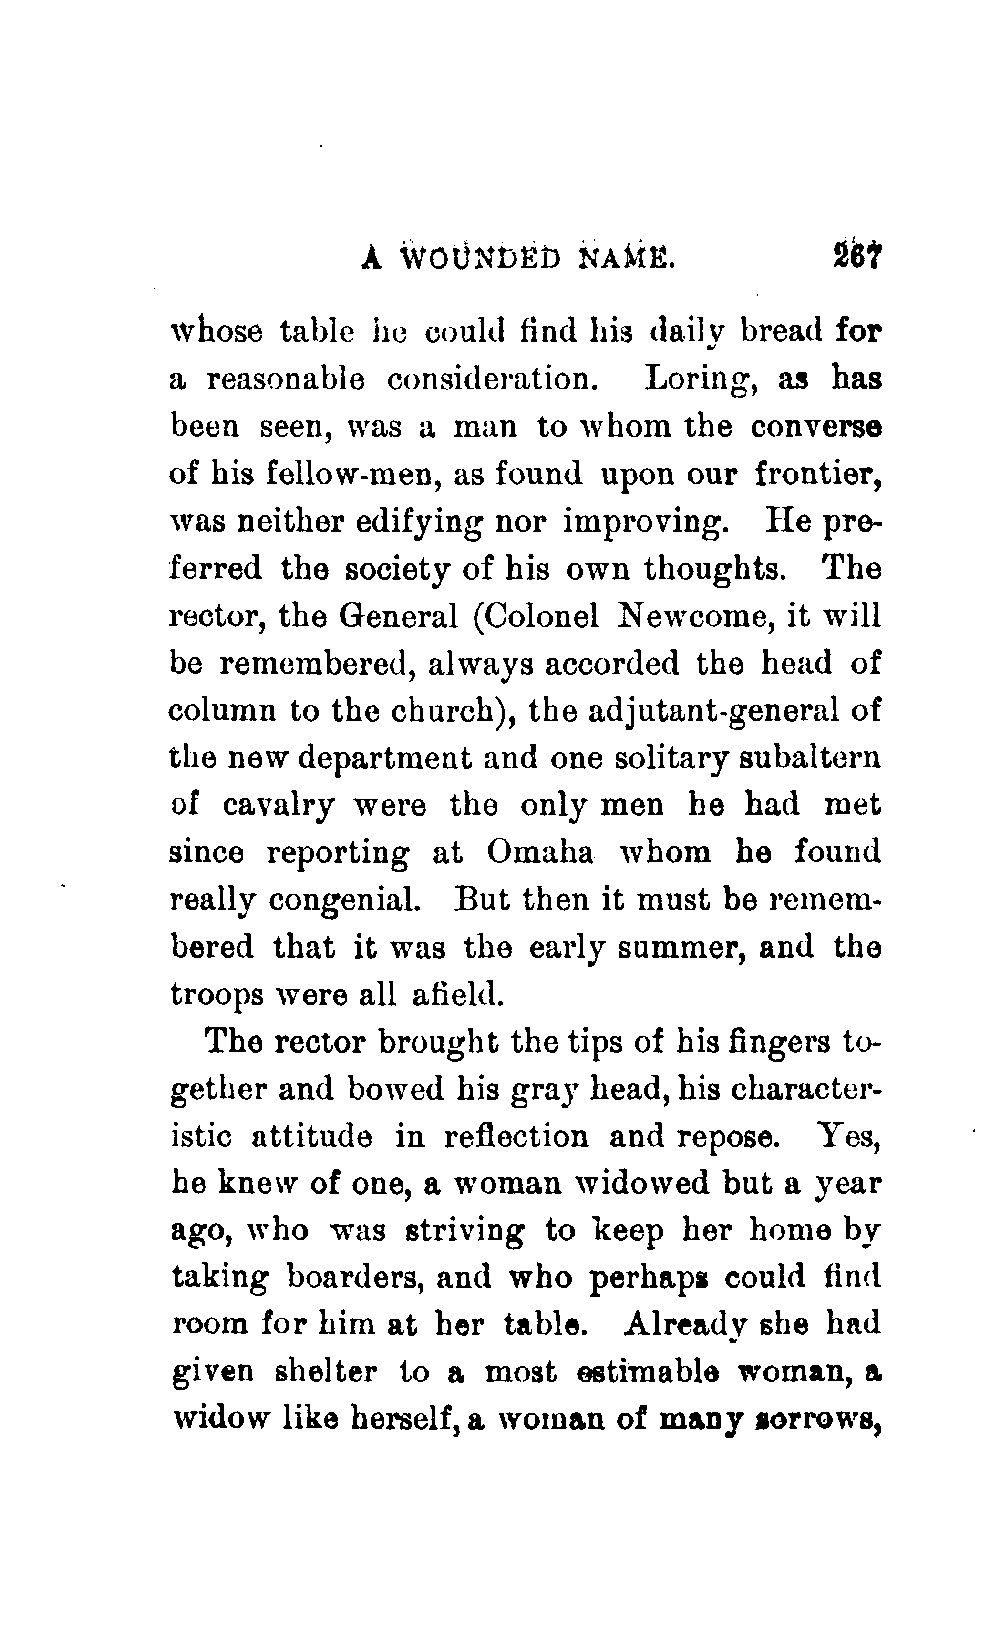 A WOUNDED NAME. 267
whose table he could find his daily bread for
a reasonable consideration. Loring, as has
been seen, was a man to whom the converse
of his fellow-men, as found upon our frontier,
was neither edifying nor improving. He pre-
ferred the society of his own thoughts. The
rector, the General (Colonel Newcome, it will
be remembered, always accorded the head of
column to the church), the adjutant-general of
the new department and one solitary subaltern
of cavalry were the only men he had met
since reporting at Omaha whom he found
really congenial. But then it must be remem-
bered that it was the early summer, and the
troops were all afield.
The rector brought the tips of his fingers to-
gether and bowed his gray head, his character-
istic attitude in reflection and repose. Yes,
he knew of one, a woman widowed but a year
ago, who was striving to keep her home by
taking boarders, and who perhaps could find
room for him at her table. Already she had
given shelter to a most estimable woman, a
widow like herself, a woman of many sorrows,